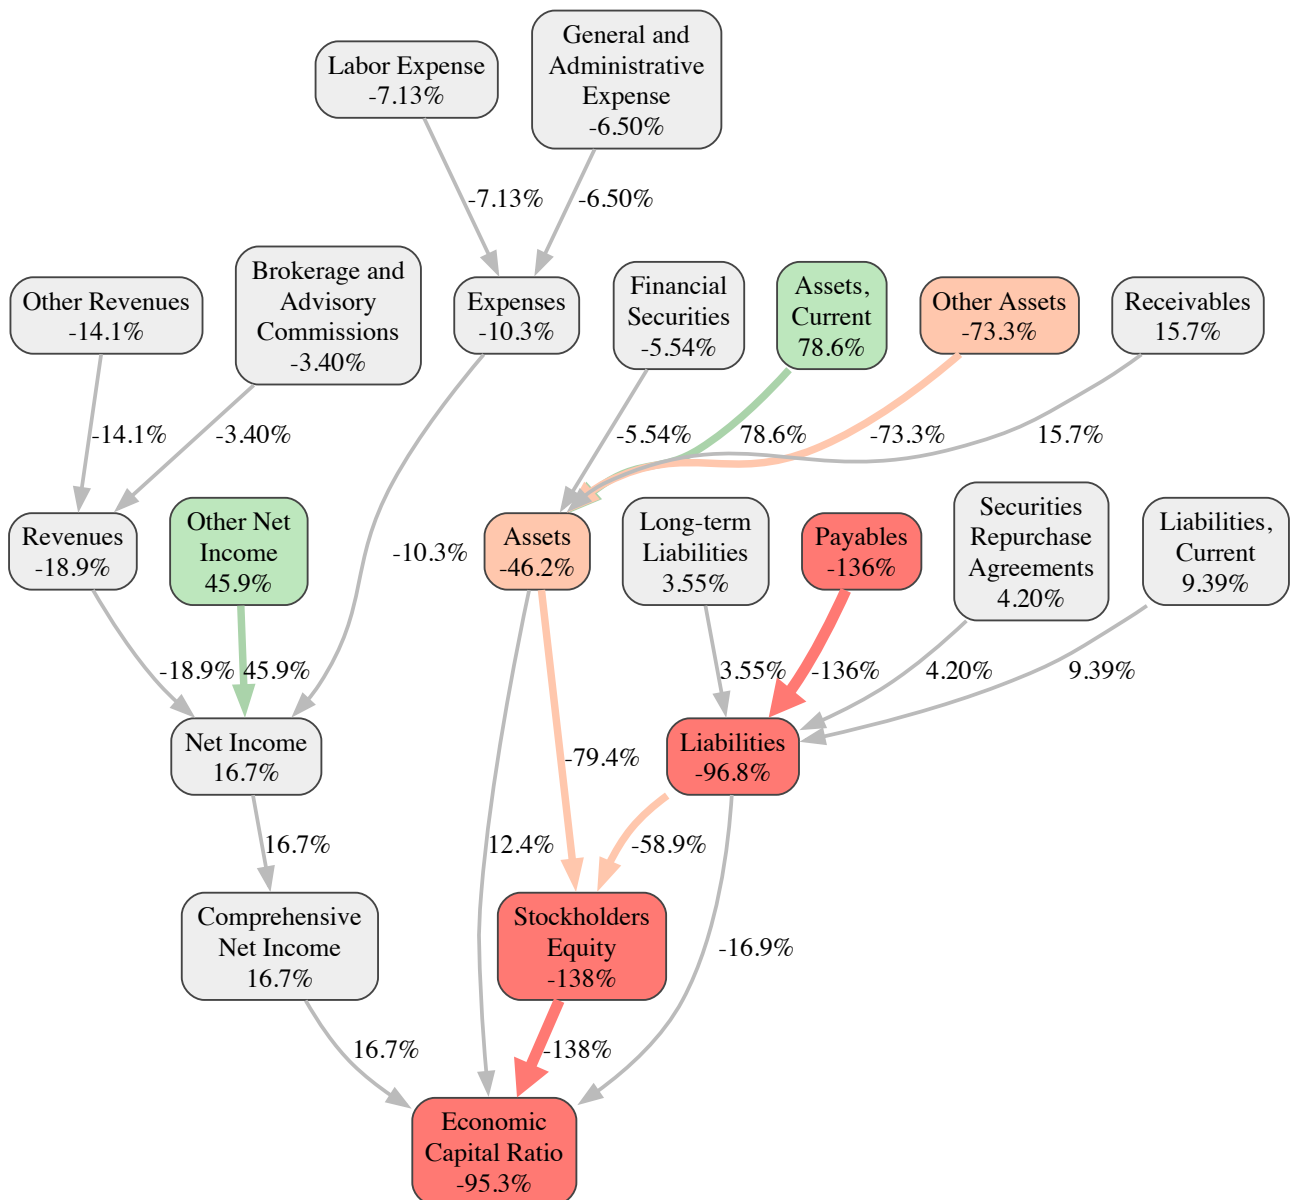 Labor Expense
-7.13%
General and
Administrative
Expense
-6.50%
-7.13%
-6.50%
Other Revenues
-14.1%
Brokerage and
Advisory
Commissions
-3.40%
Expenses
-10.3%
Financial
Securities
-5.54%
Assets,
Current
78.6%
Other Assets
-73.3%
Receivables
15.7%
-14.1%
-3.40%
-5.54%
78.6%
-73.3%
15.7%
Revenues
-18.9%
Other Net
Income
45.9%
-10.3%
Assets
-46.2%
Long-term
Liabilities
3.55%
Payables
-136%
Securities
Repurchase
Agreements
4.20%
Liabilities,
Current
9.39%
-18.9%
45.9%
3.55%
-136%
4.20%
9.39%
Net Income
16.7%
-79.4%
Liabilities
-96.8%
16.7%
12.4%
-58.9%
Comprehensive
Net Income
16.7%
Stockholders
Equity
-138%
-16.9%
16.7%
-138%
Economic
Capital Ratio
-95.3%